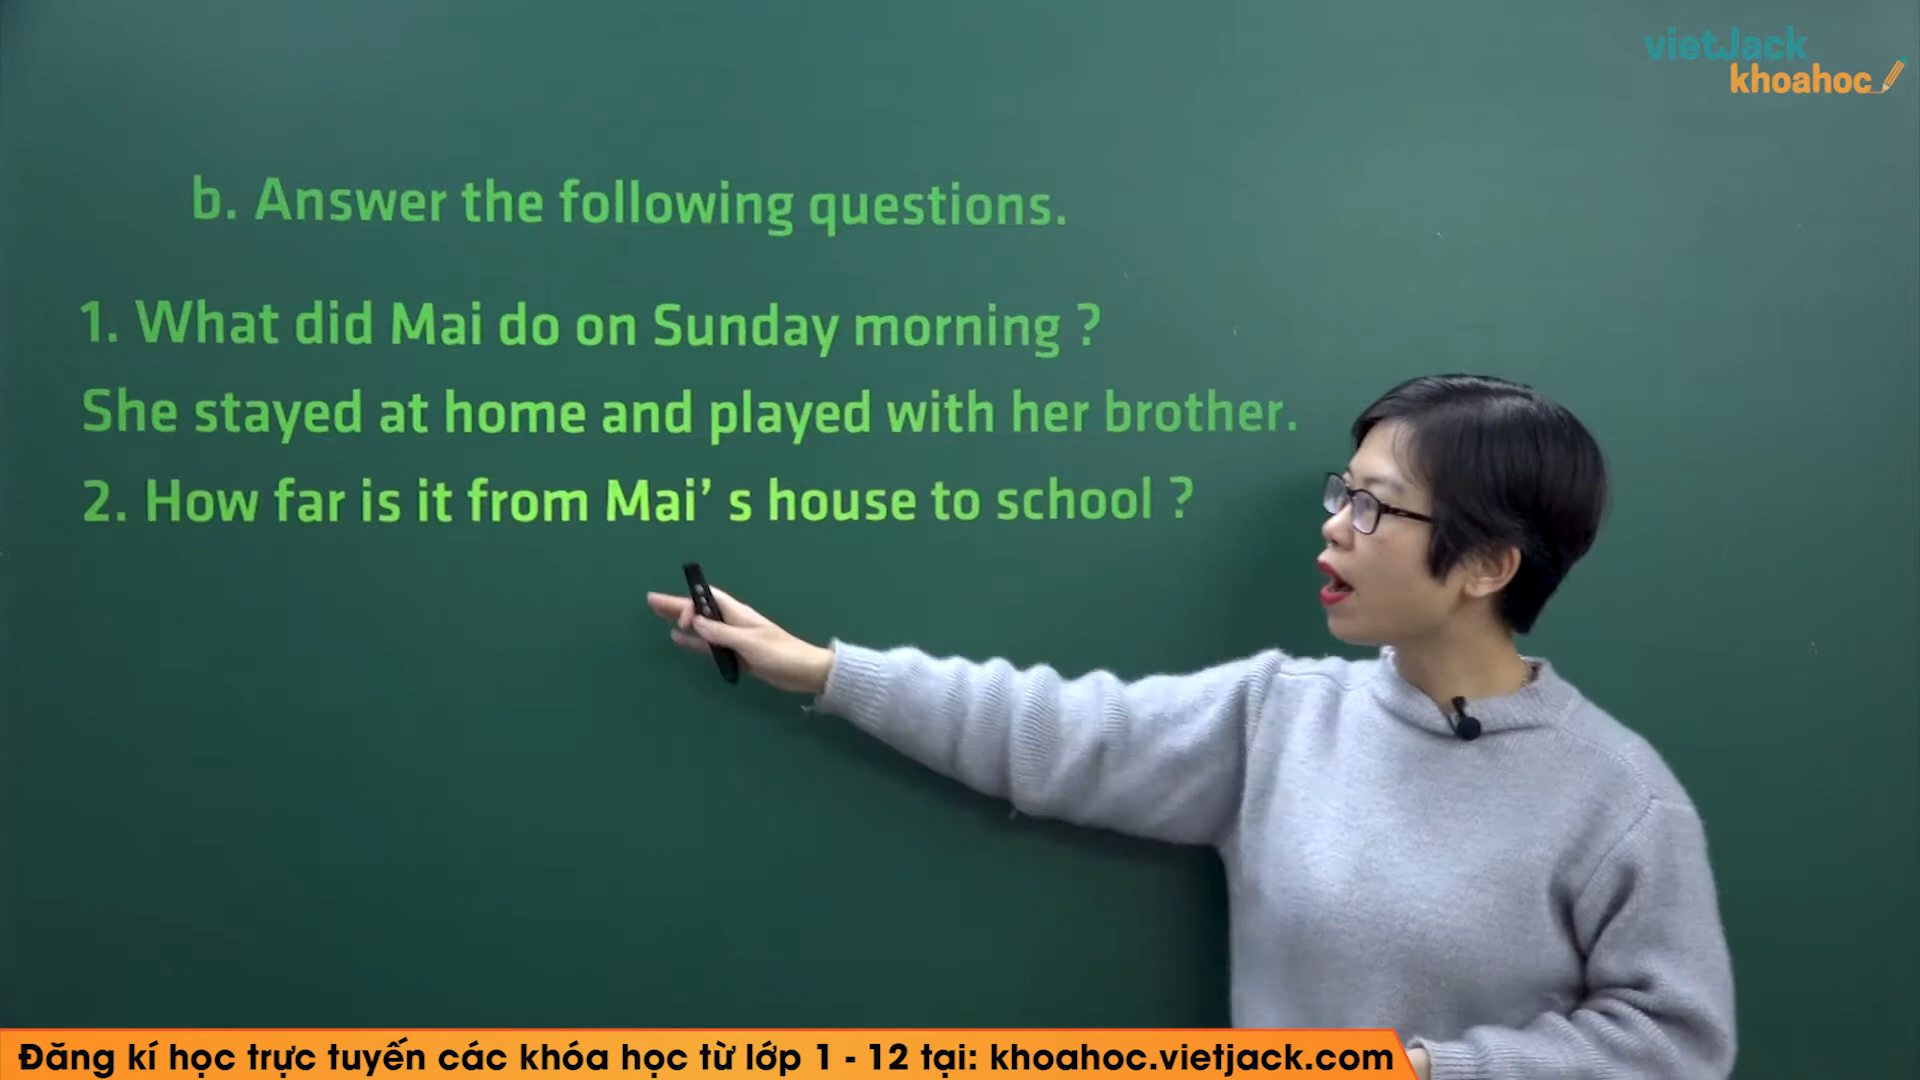 vietJack
khoahoc
b. Answer the following questions.
1. What did Mai do on Sunday morning ?
She stayed at home and played with her brother.
2. How far is it from Mai’ s house to school ?
Đăng kí học trực tuyến các khóa học từ lớp 1 - 12 tại: khoahoc.vietjack.com